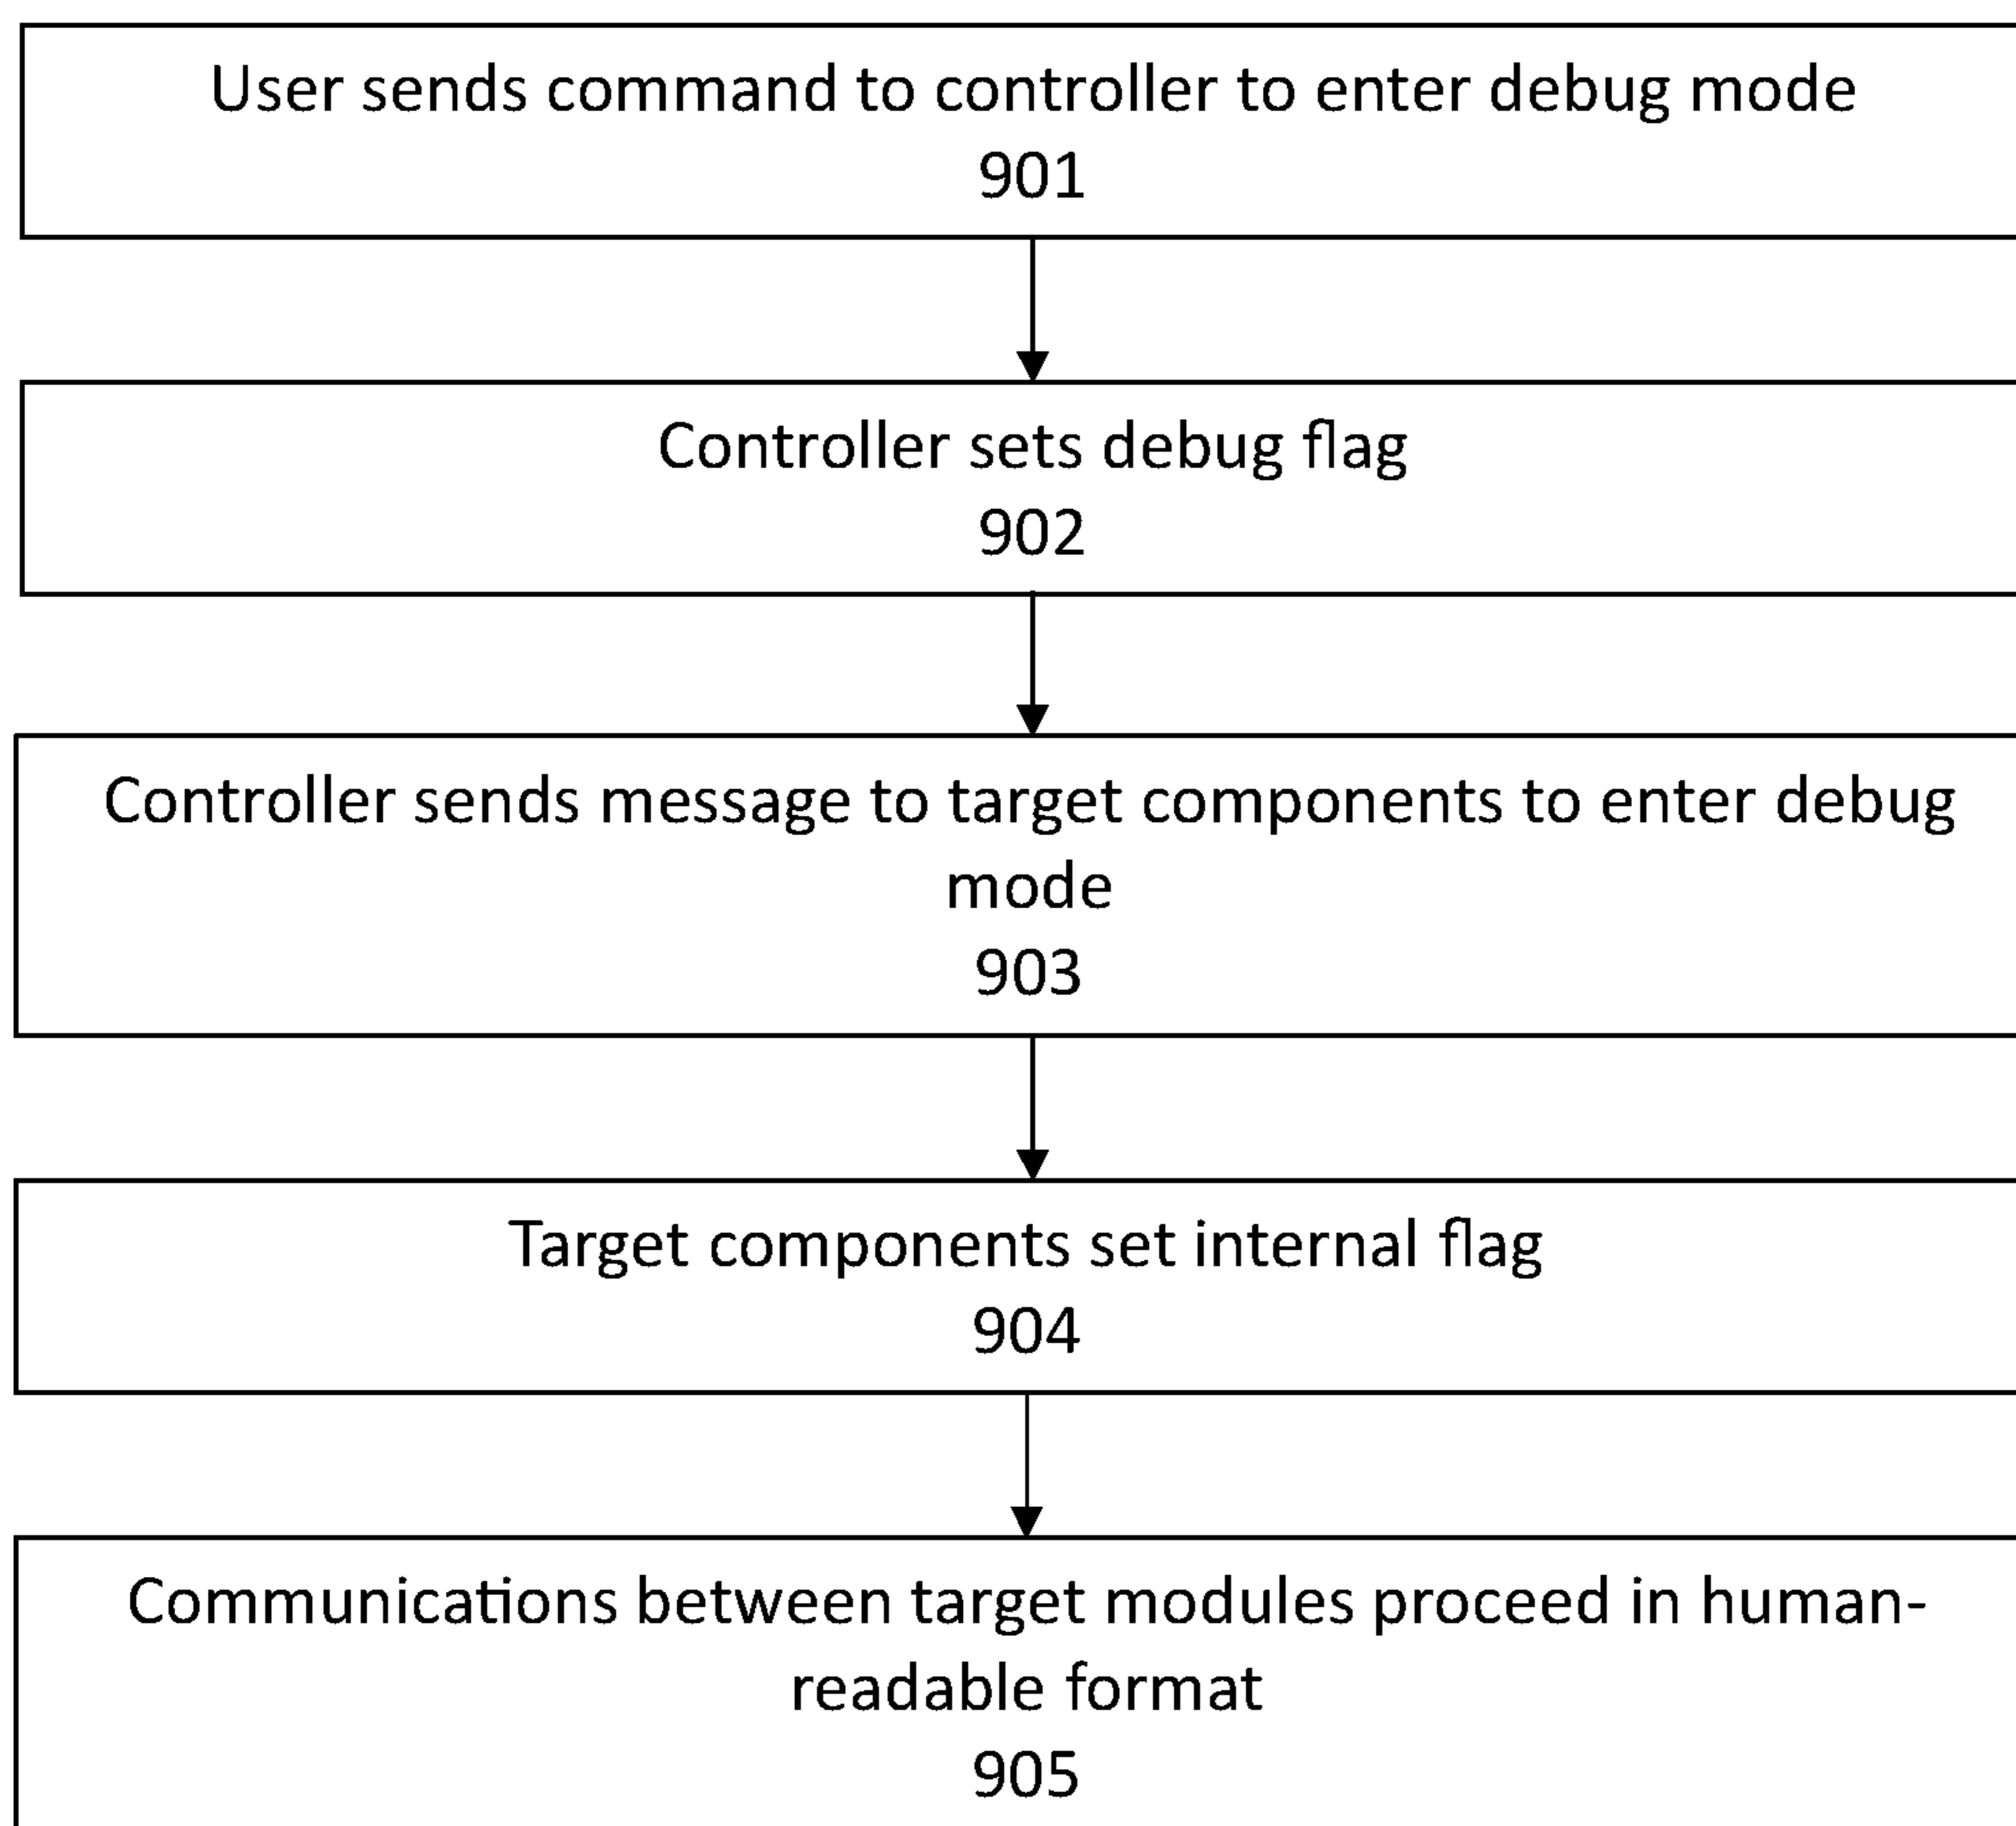 User sends command to controller to enter debug mode
901
Controller sets debug flag
902
Controller sends message to target components to enter debug
mode
903
Target components set internal flag
904
Communications between target modules proceed in human-
readable format
905